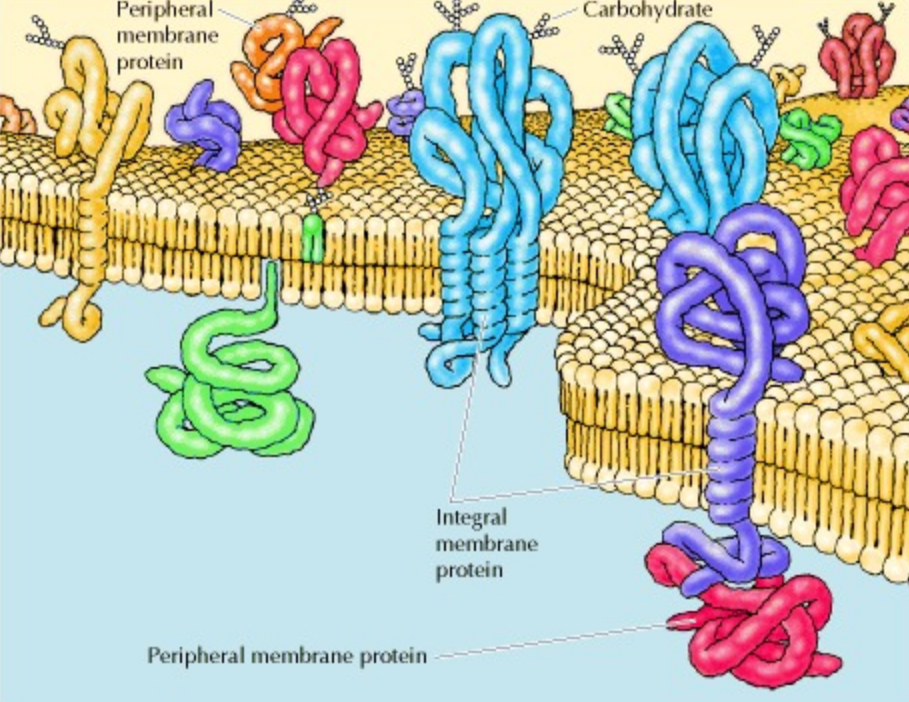 Peripheral
membrane
protein
Carbohydrate
Integral
membrane
protein
Peripheral membrane protein